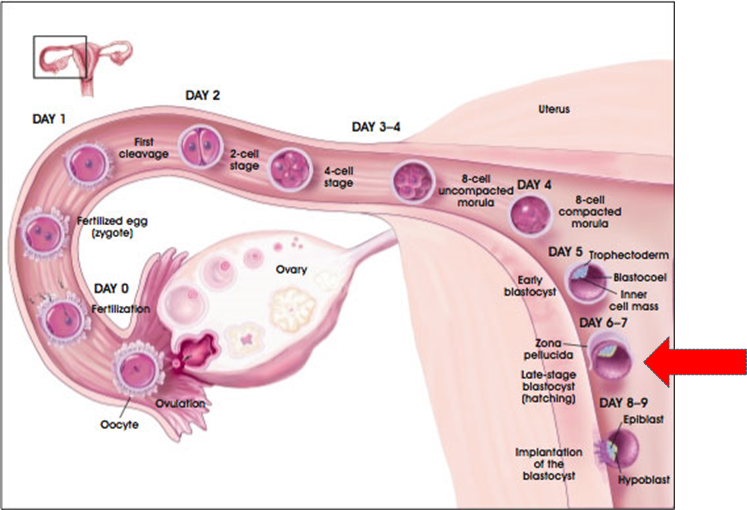 DAY 1
DAY 2
DAY 3–4
Uterus
First
cleavage
2-cell
stage
4-cell
stage
8-cell
uncompacted
morula
DAY 4
8-cell
compacted
morula
Fertilized egg
(zygote)
DAY 0
Fertilization
Ovary
DAY 5
Trophectoderm
Blastocoel
Inner
cell mass
Early
blastocyst
DAY 6–7
Zona
pellucida
Late-stage
blastocyst
(hatching)
Ovulation
Oocyte
DAY 8–9
Epiblast
Implantation
of the
blastocyst
Hypoblast